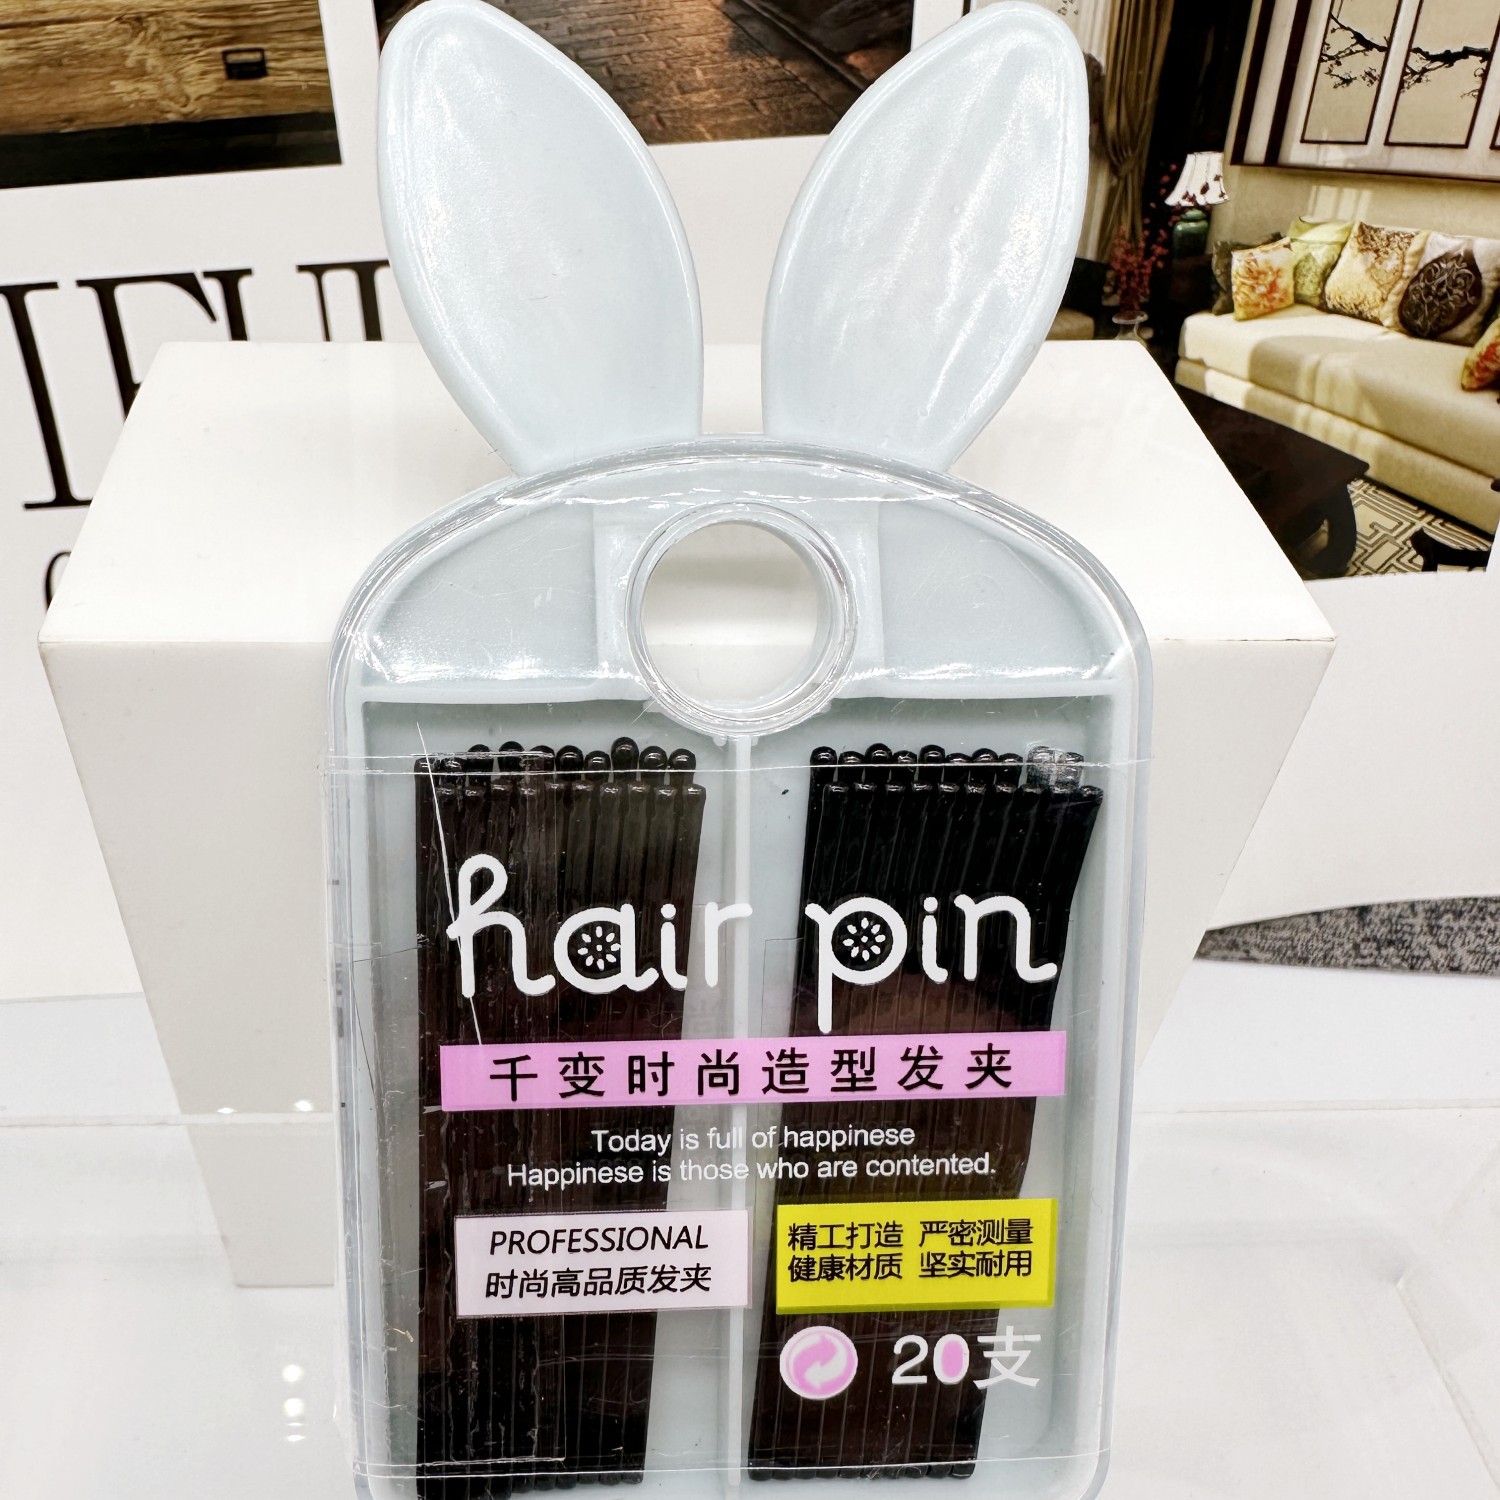 hair pin
千变时尚造型发夹
Today is full of happinese
Happinese is those who are contented.
PROFESSIONAL
时尚高品质发夹
精工打造 严密测量
健康材质 坚实耐用
20支